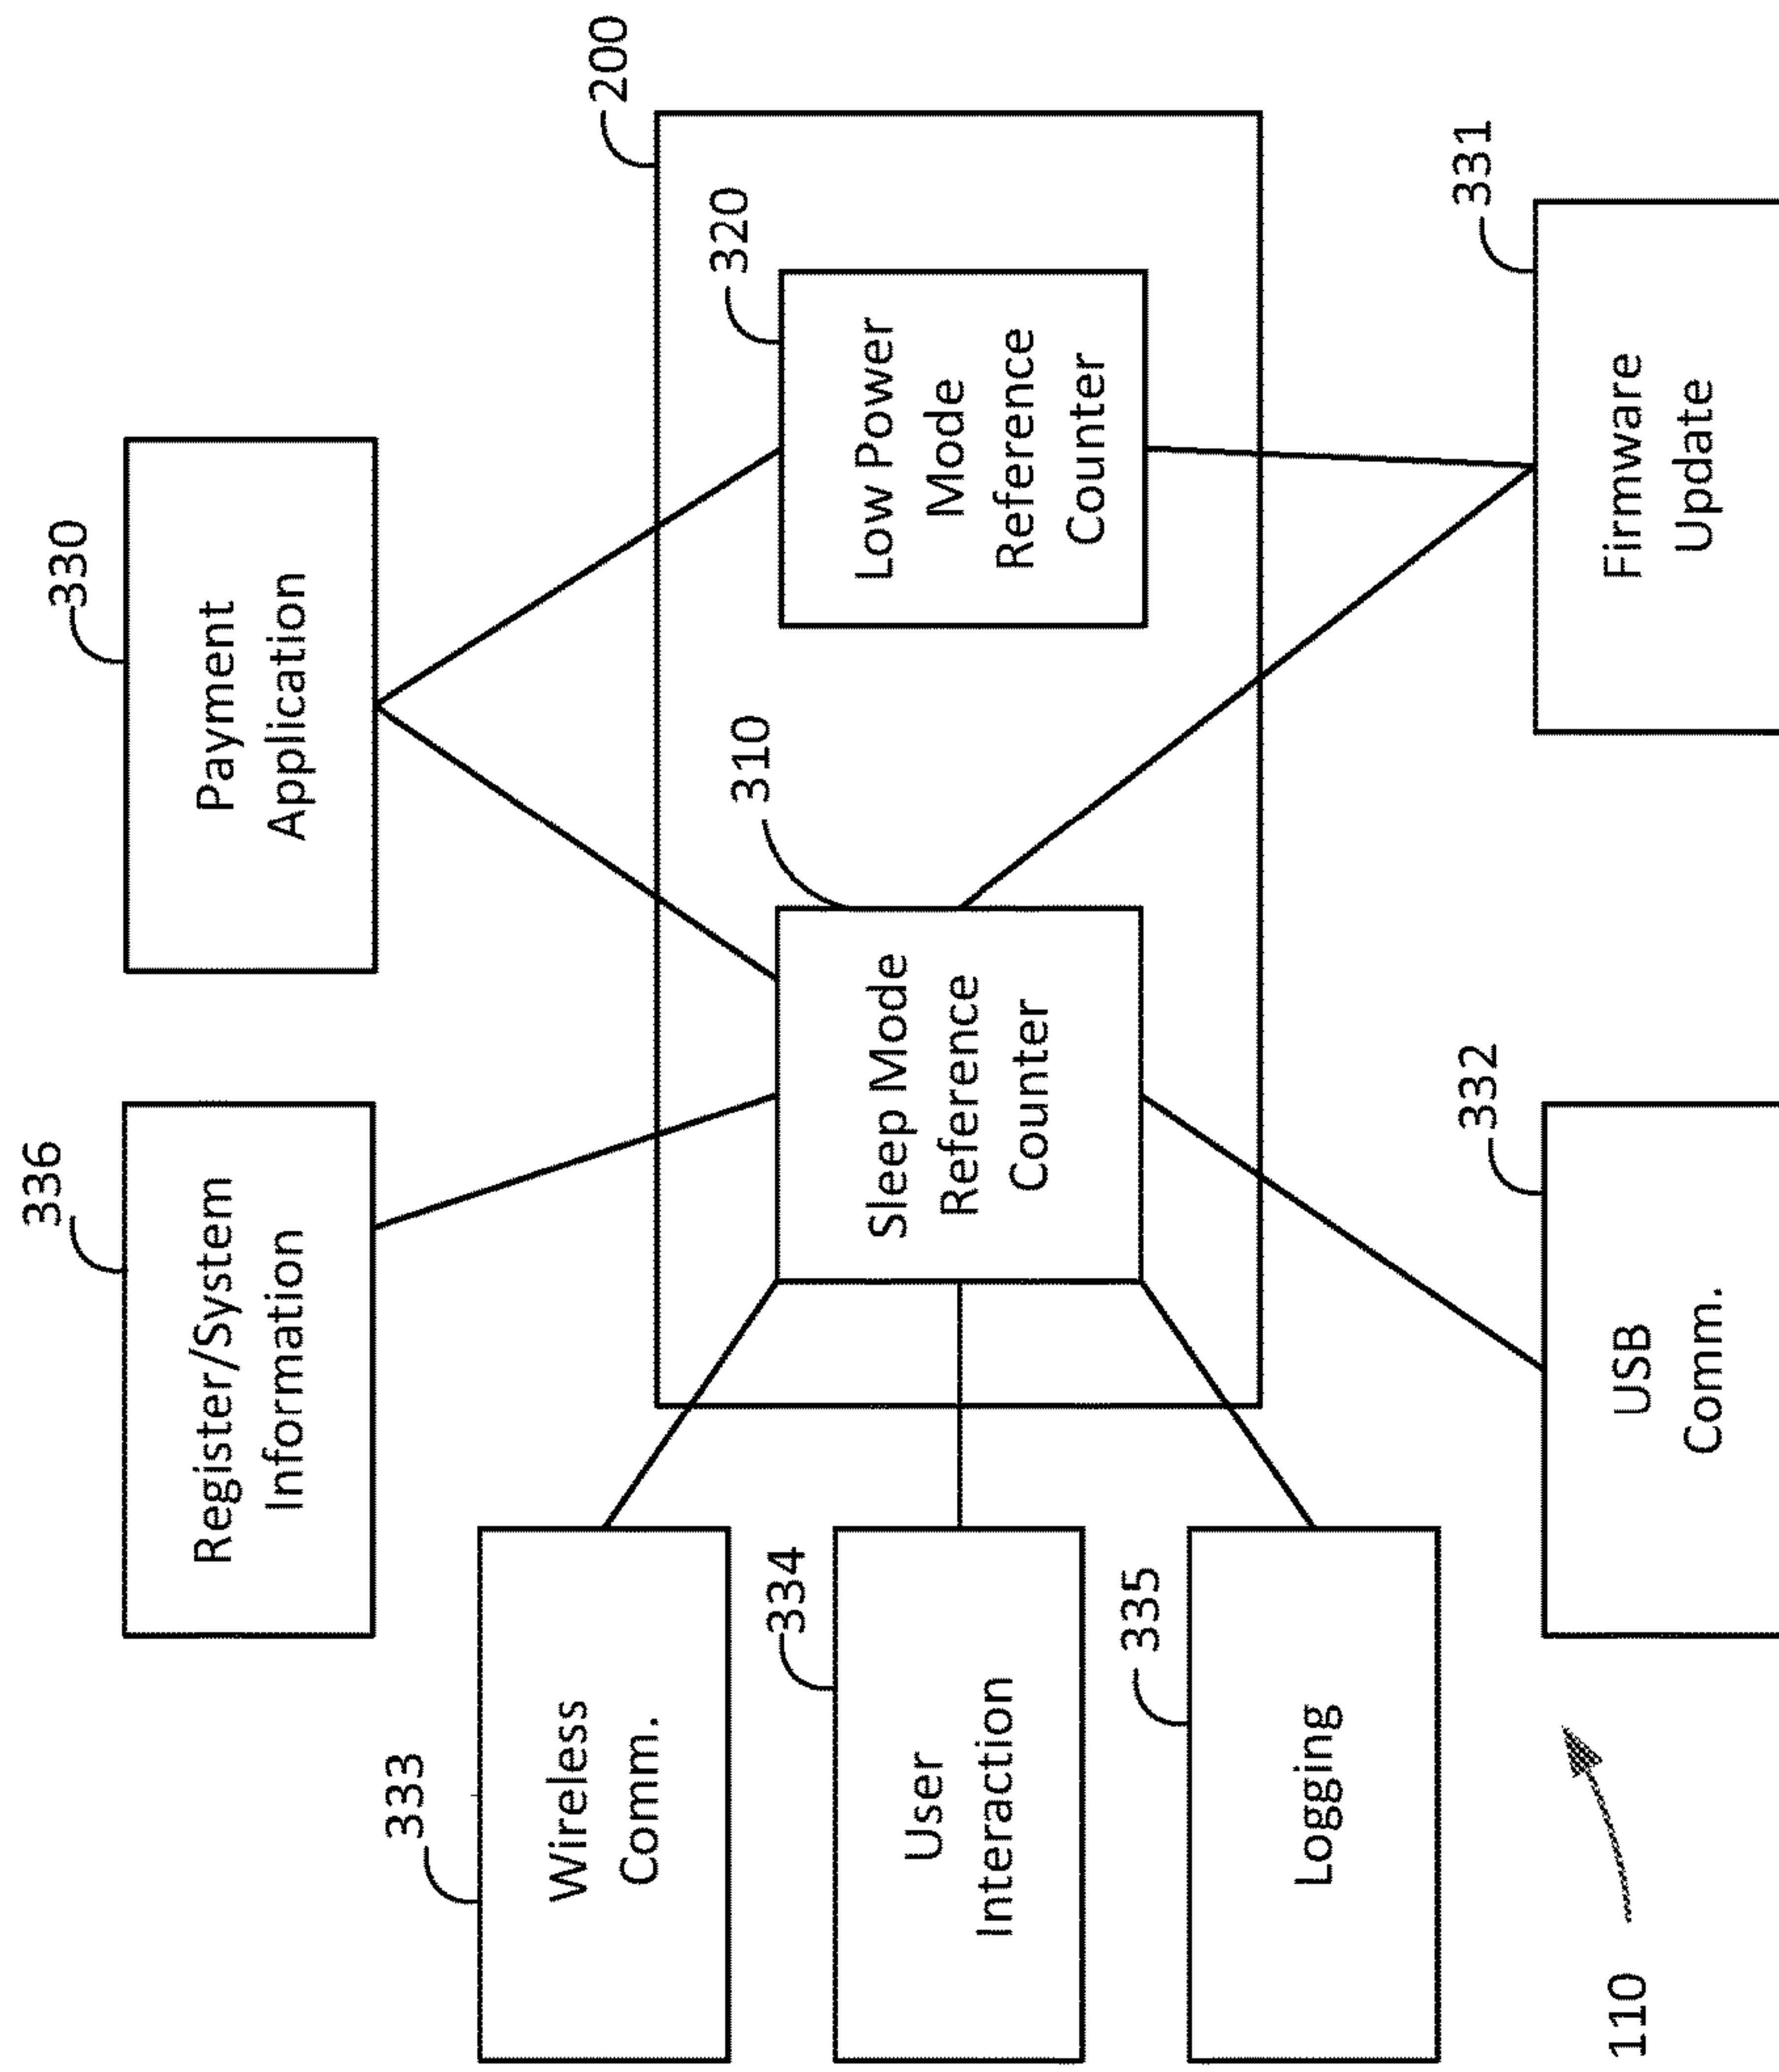 336
Register/System
Information
330
Payment
Application
200
333
Wireless
Comm.
334
User
Interaction
335
Logging
310
Sleep Mode
Reference
Counter
320
Low Power
Mode
Reference
Counter
110
332
USB
Comm.
331
Firmware
Update